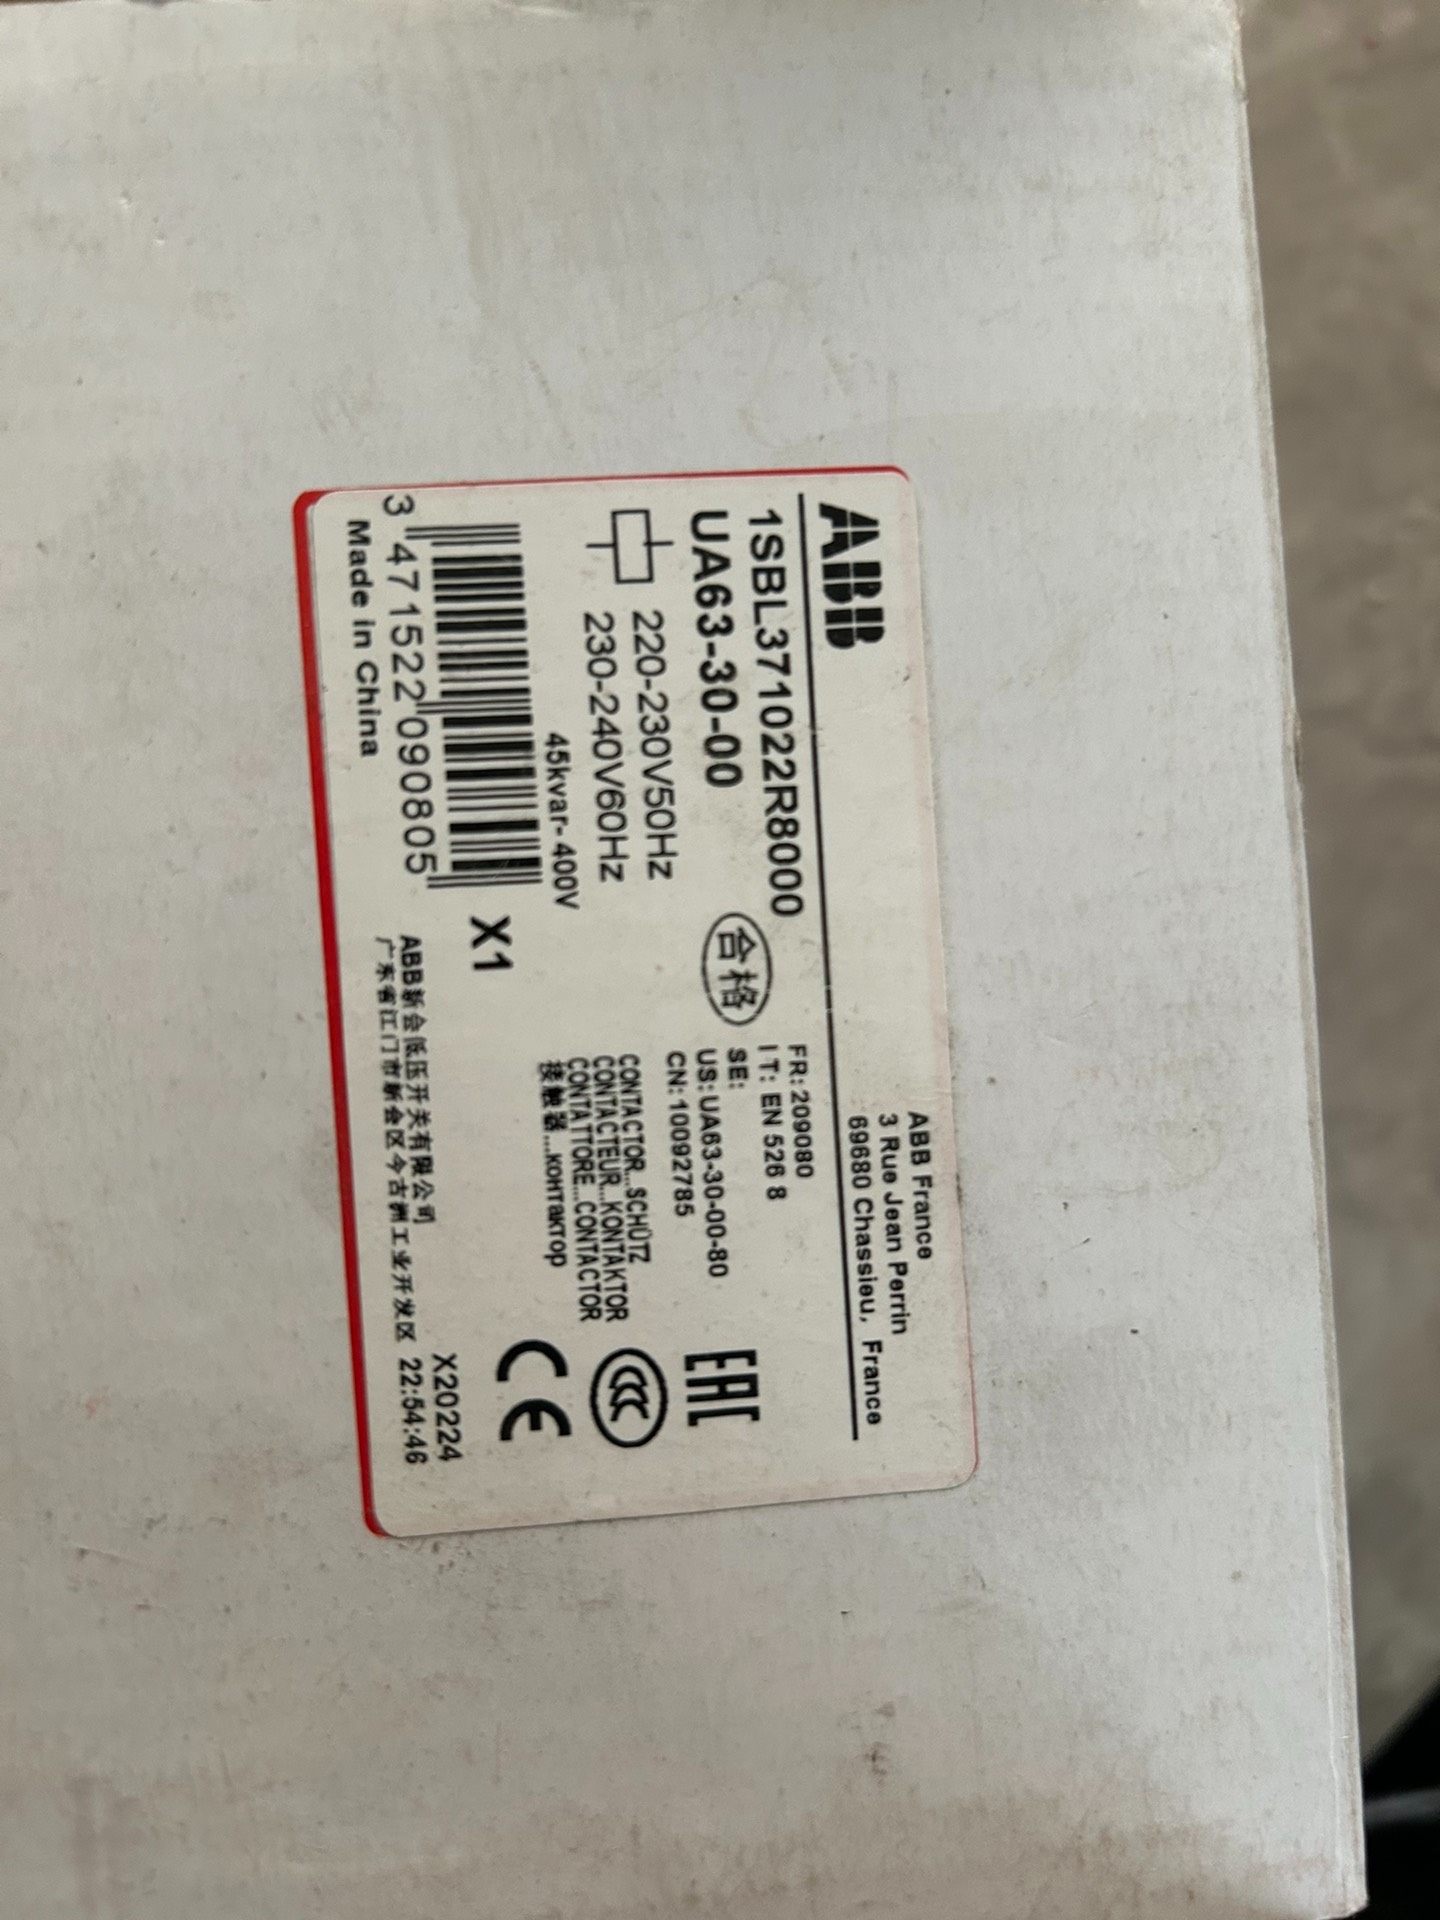 ABB
ABB France
3 Rue Jean Perrin
69680 Chassieu, France
1SBL371022R8000
UA63-30-00
合格
220-230V50Hz
230-240V60Hz
45kvar-400V
FR: 209080
IT: EN 526 8
SE:
US: UA63-30-00-80
CN: 10092785
EAC
CCC
CE
CONTACTOR...SCHÜTZ
CONTACTEUR...KONTAKTOR
CONTATTORE...CONTACTOR
接触器...контактор
X1
3 471522 090805
Made in China
ABB新会低压开关有限公司
广东省江门市新会区今古洲工业开发区
X20224
22:54:46